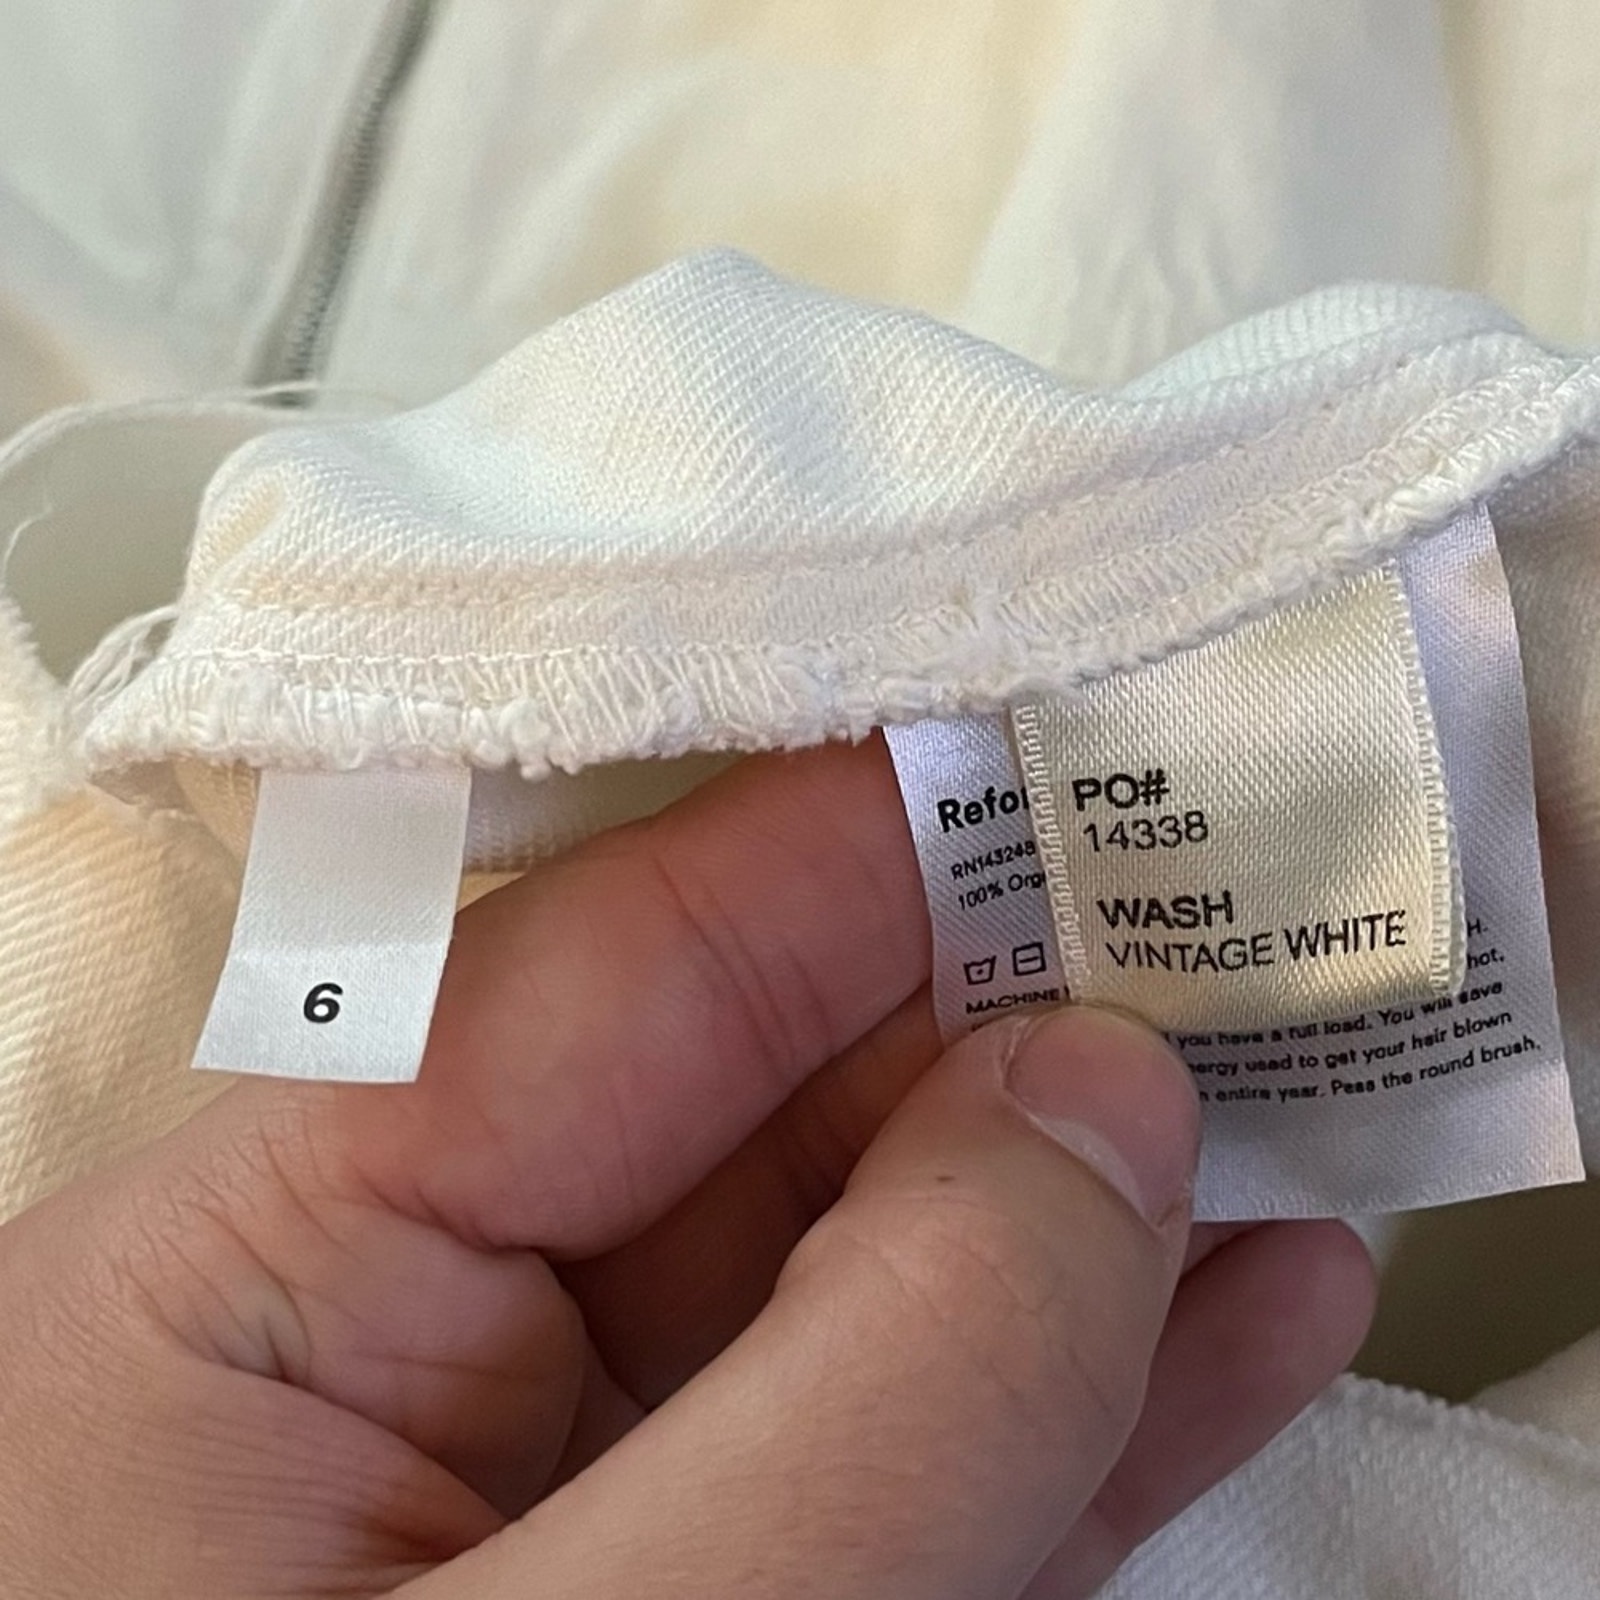 6
Refor
RN143248
100% Orga
MACHINE
PO#
14338
WASH
VINTAGE WHITE
H.
hot.
you have a full load. You will save
nergy used to get your hair blown
n entire year. Peas the round brush.